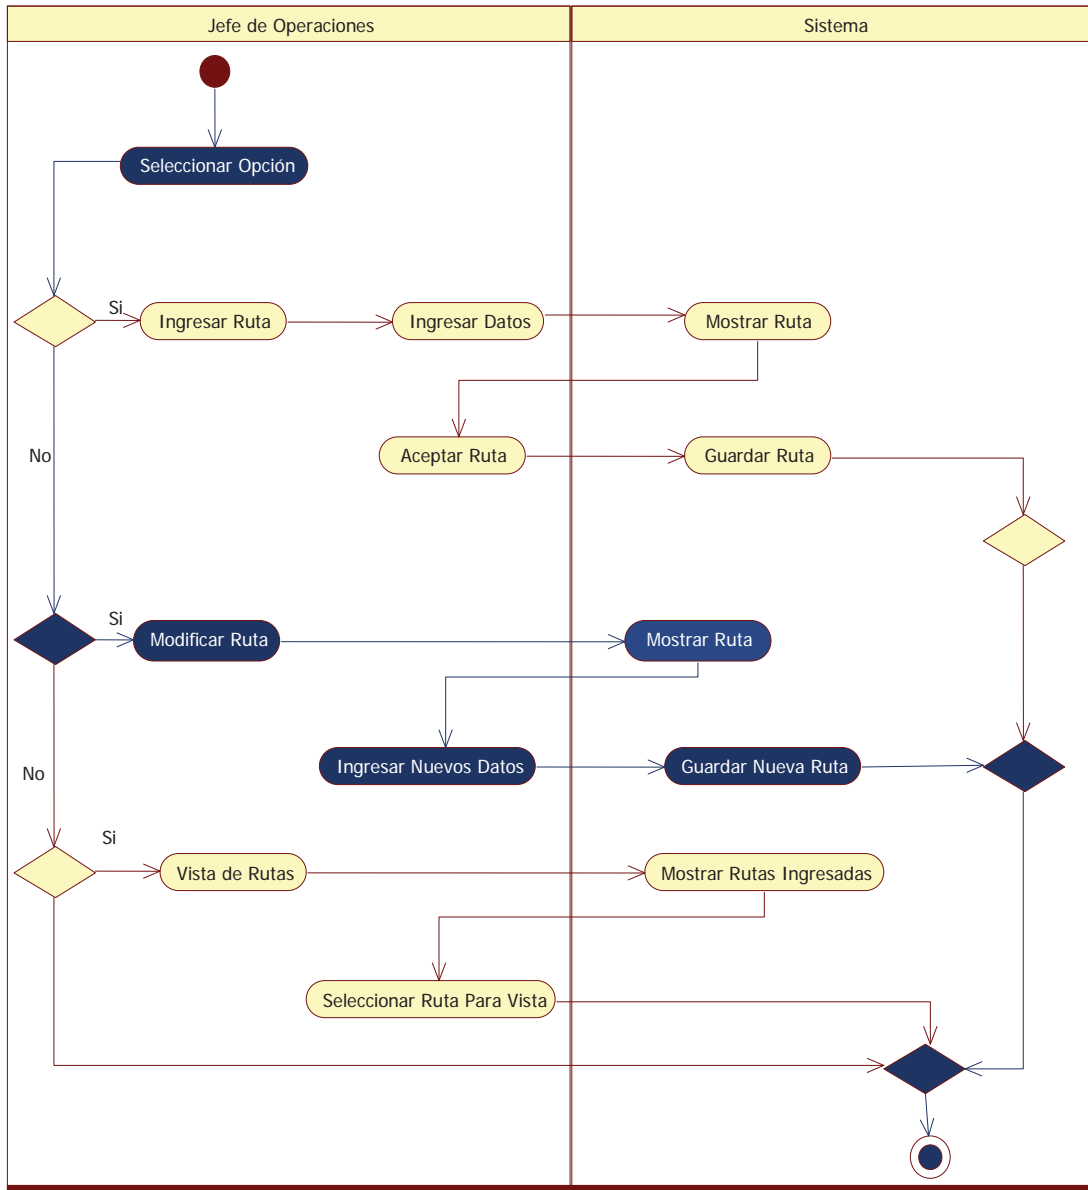 Jefe de Operaciones
Sistema
Seleccionar Opción
Si
Ingresar Ruta
Ingresar Datos
Mostrar Ruta
No
Aceptar Ruta
Guardar Ruta
Si
Modificar Ruta
Mostrar Ruta
No
Ingresar Nuevos Datos
Guardar Nueva Ruta
Si
Vista de Rutas
Mostrar Rutas Ingresadas
Seleccionar Ruta Para Vista